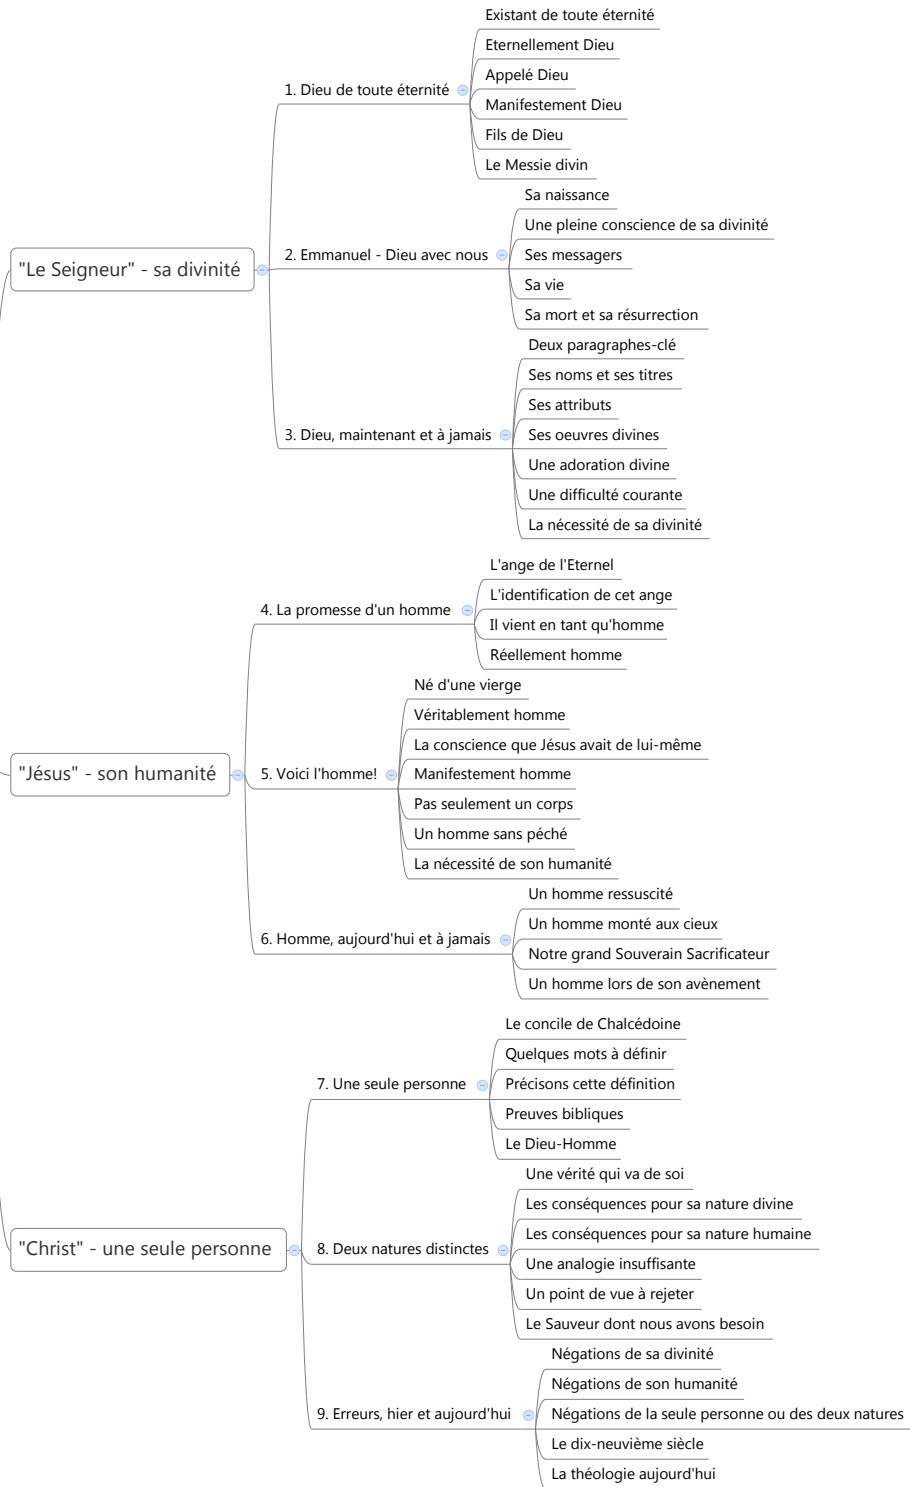 "Le Seigneur" - sa divinité
1. Dieu de toute éternité
Existant de toute éternité
Eternellement Dieu
Appelé Dieu
Manifestement Dieu
Fils de Dieu
Le Messie divin
2. Emmanuel - Dieu avec nous
Sa naissance
Une pleine conscience de sa divinité
Ses messagers
Sa vie
Sa mort et sa résurrection
3. Dieu, maintenant et à jamais
Deux paragraphes-clé
Ses noms et ses titres
Ses attributs
Ses oeuvres divines
Une adoration divine
Une difficulté courante
La nécessité de sa divinité
"Jésus" - son humanité
4. La promesse d'un homme
L'ange de l'Eternel
L'identification de cet ange
Il vient en tant qu'homme
Réellement homme
5. Voici l'homme!
Né d'une vierge
Véritablement homme
La conscience que Jésus avait de lui-même
Manifestement homme
Pas seulement un corps
Un homme sans péché
La nécessité de son humanité
6. Homme, aujourd'hui et à jamais
Un homme ressuscité
Un homme monté aux cieux
Notre grand Souverain Sacrificateur
Un homme lors de son avènement
"Christ" - une seule personne
7. Une seule personne
Le concile de Chalcédoine
Quelques mots à définir
Précisons cette définition
Preuves bibliques
Le Dieu-Homme
8. Deux natures distinctes
Une vérité qui va de soi
Les conséquences pour sa nature divine
Les conséquences pour sa nature humaine
Une analogie insuffisante
Un point de vue à rejeter
Le Sauveur dont nous avons besoin
9. Erreurs, hier et aujourd'hui
Négations de sa divinité
Négations de son humanité
Négations de la seule personne ou des deux natures
Le dix-neuvième siècle
La théologie aujourd'hui